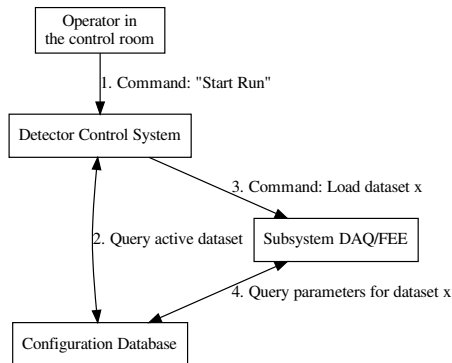 Operator in
the control room
1. Command: "Start Run"
Detector Control System
3. Command: Load dataset x
2. Query active dataset
Subsystem DAQ/FEE
4. Query parameters for dataset x
Configuration Database